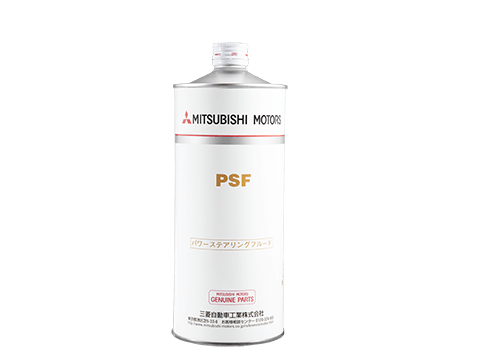 MITSUBISHI MOTORS
PSF
パワーステアリングフルード
MITSUBISHI MOTORS
GENUINE PARTS
三菱自動車工業株式会社